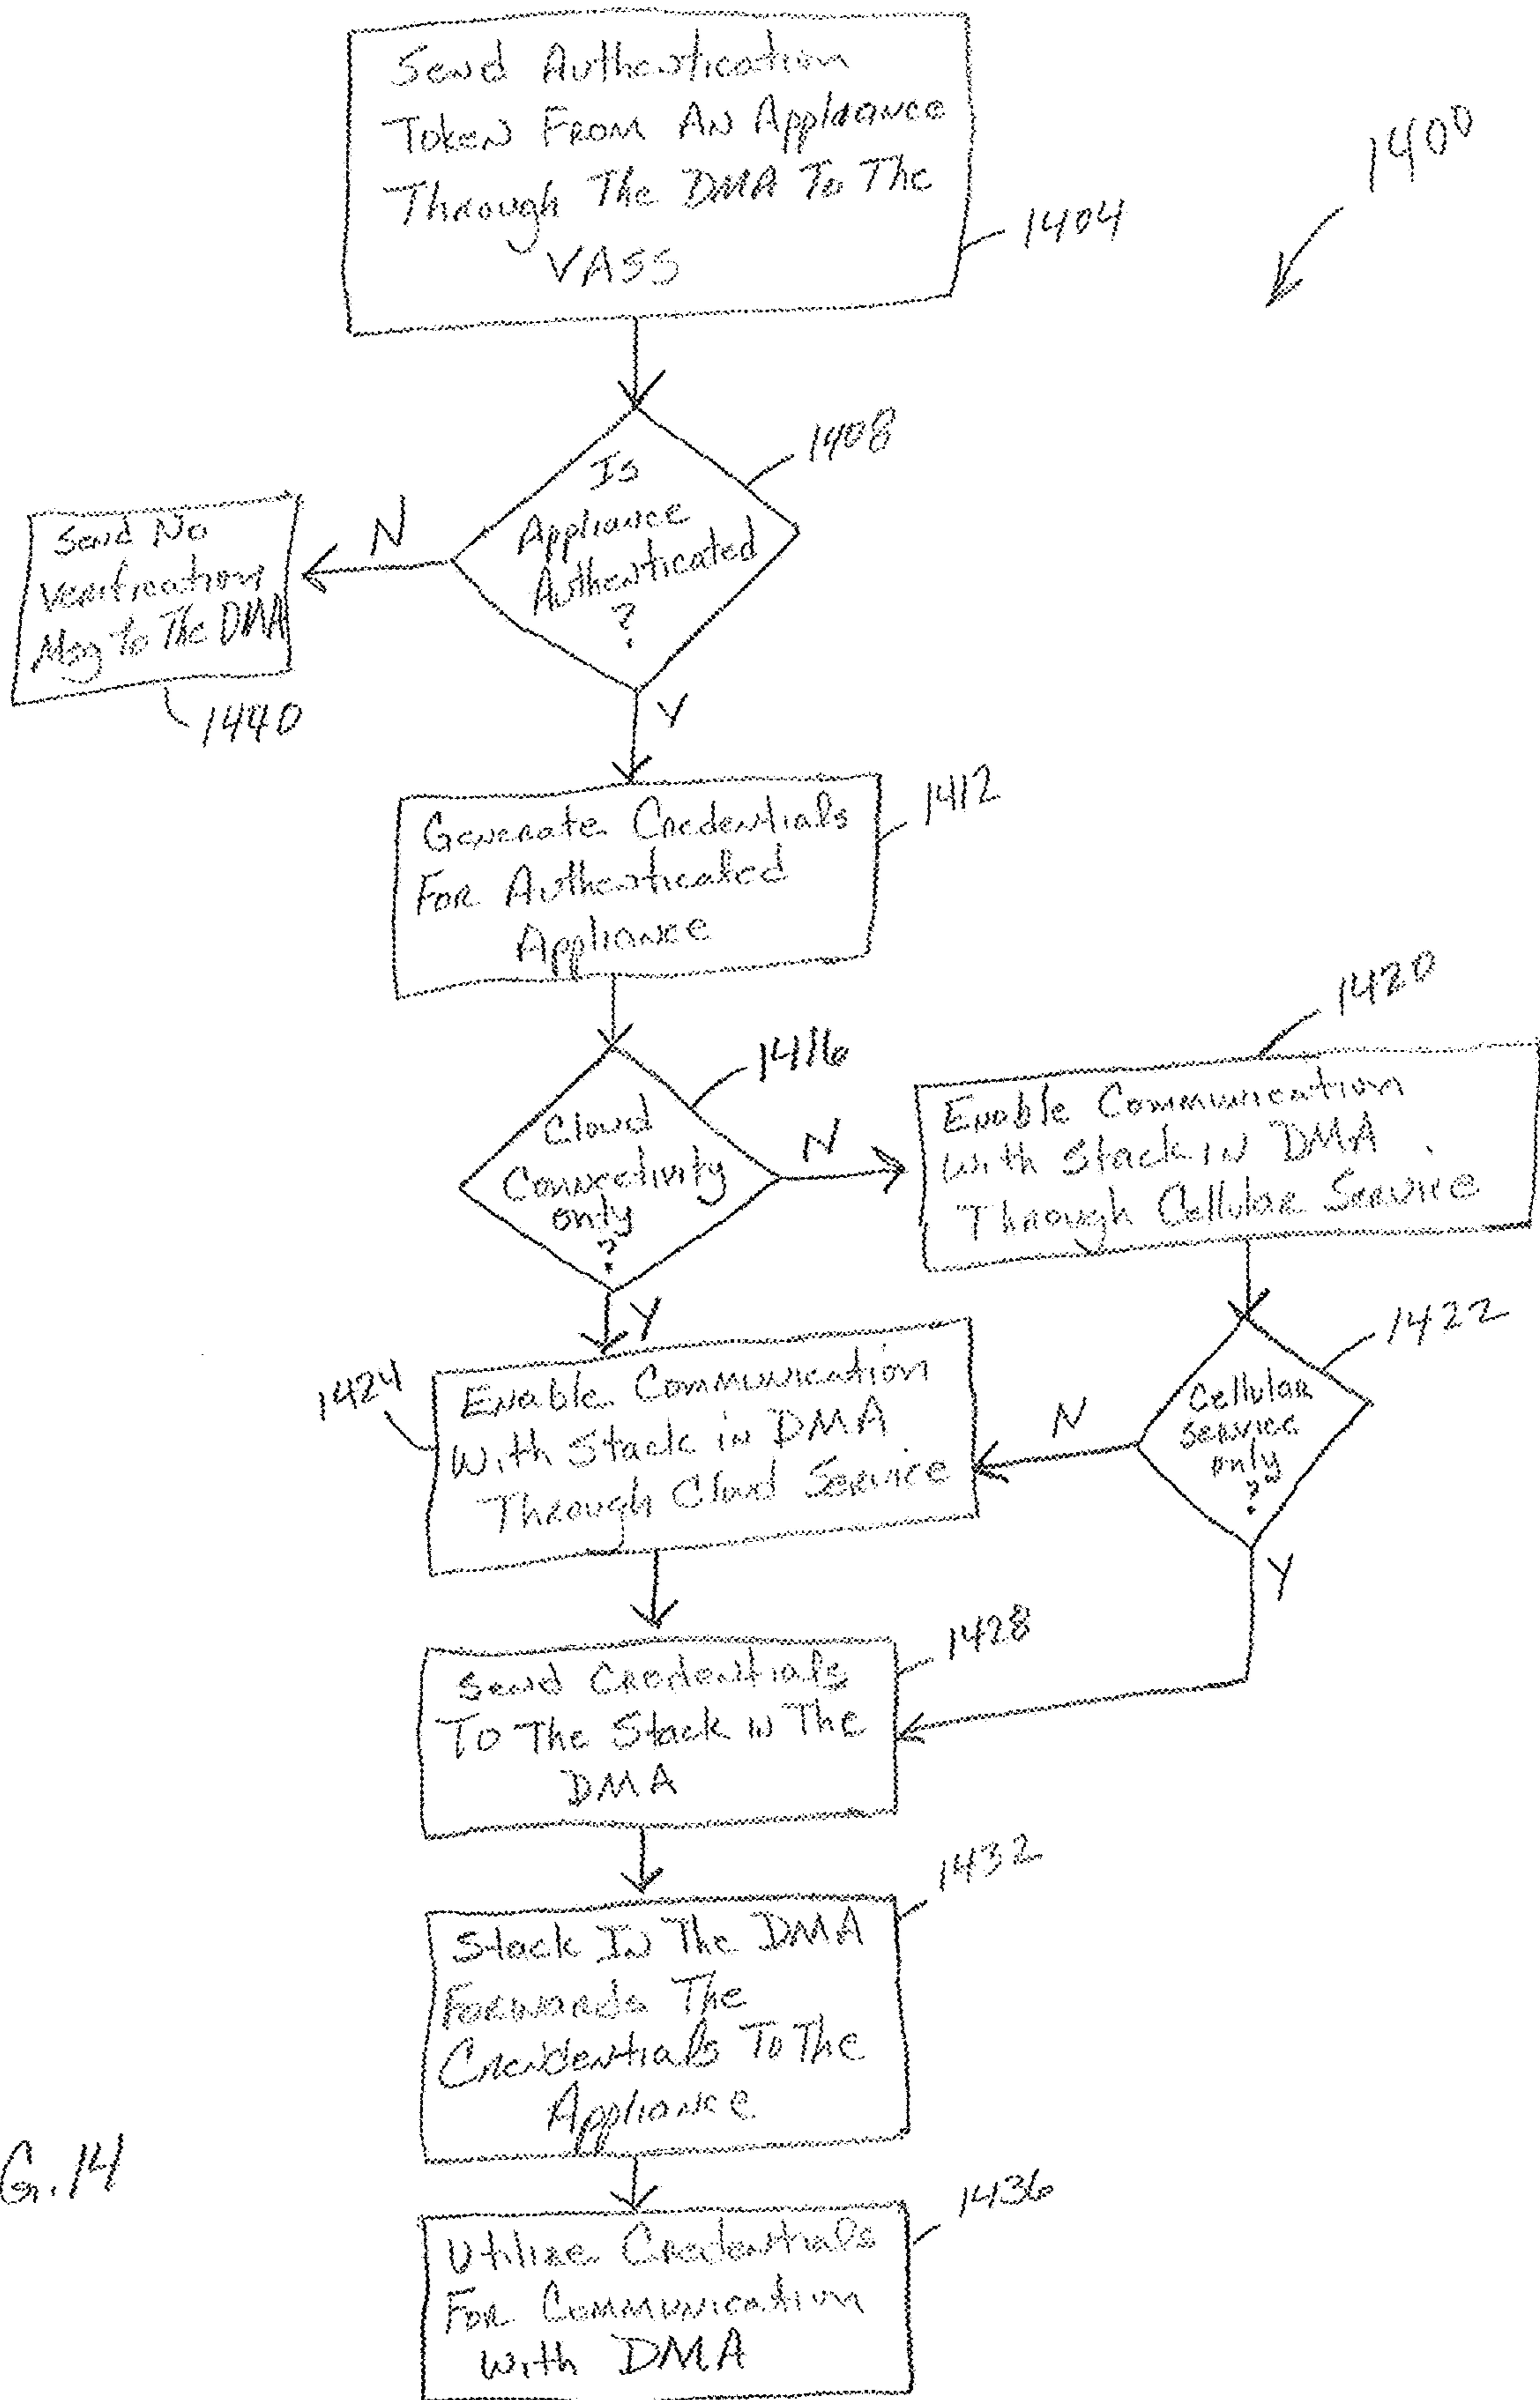 Send Authentication
Token From An Appliance
Through The DMA To The
VASS
1404
1400
Is
Appliance
Authenticated
?
1408
N
Send No
Verification
Msg To The DMA
1440
Y
Generate Credentials
For Authenticated
Appliance
1412
Cloud
Connectivity
only
?
1416
N
Enable Communication
With Stack in DMA
Through Cellular Service
1420
Y
Cellular
Service
only
?
1422
N
Y
Enable Communication
With Stack in DMA
Through Cloud Service
1424
Send Credentials
To The Stack in The
DMA
1428
Stack In The DMA
Forwards The
Creidentials To The
Appliance
1432
G.14
Utilize Credentials
For Communication
With DMA
1436